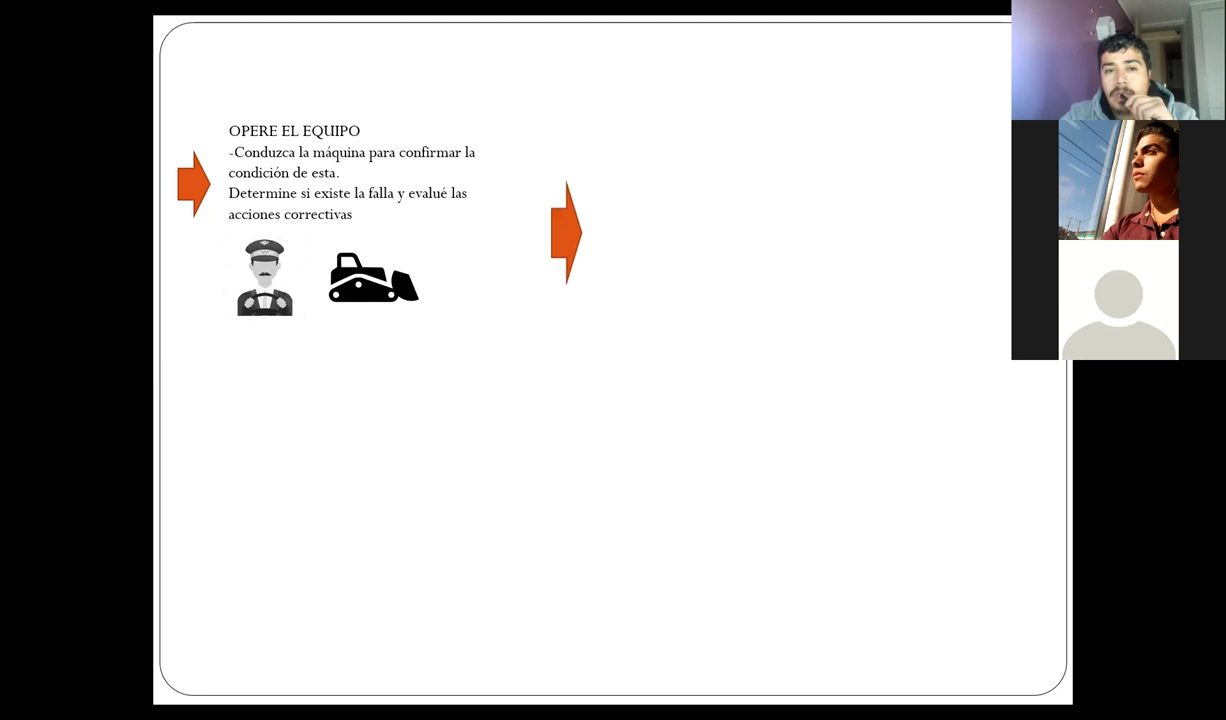 OPERE EL EQUIPO
-Conduzca la máquina para confirmar la
condición de esta.
Determine si existe la falla y evalué las
acciones correctivas